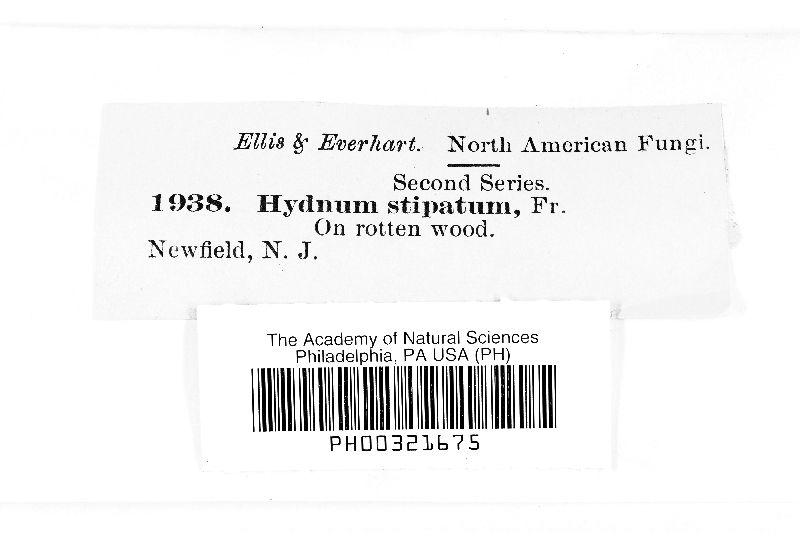 Ellis & Everhart. North American Fungi.
Second Series.
1938. Hydnum stipatum, Fr.
On rotten wood.
Newfield, N. J.
The Academy of Natural Sciences
Philadelphia, PA USA (PH)
PH00321675